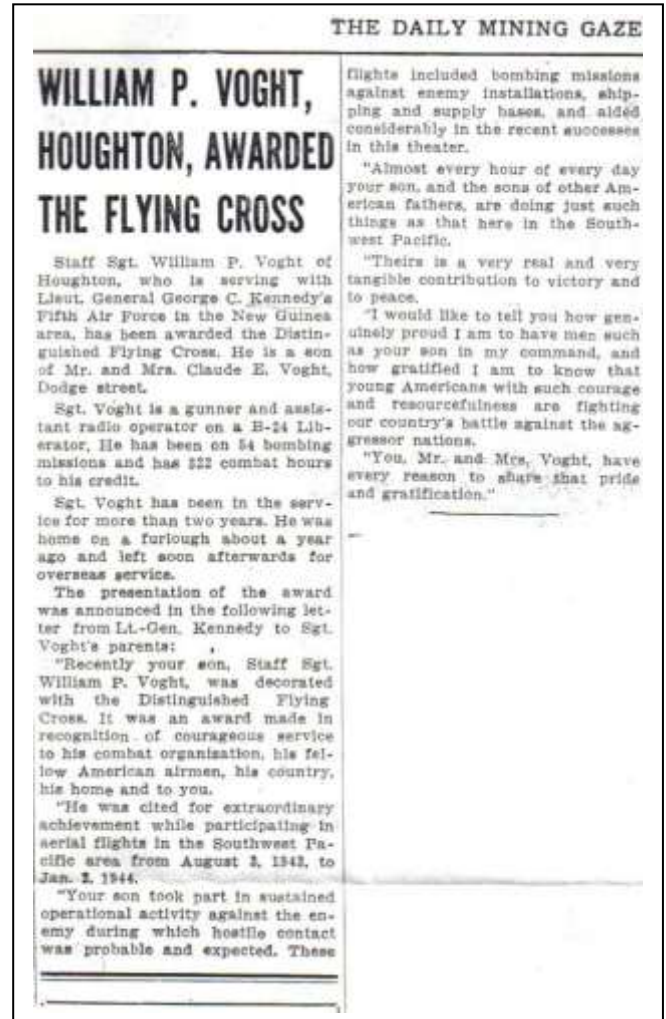 THE DAILY MINING GAZE
WILLIAM P. VOGHT,
HOUGHTON, AWARDED
THE FLYING CROSS
Staff Sgt. William P. Voght of
Houghton, who is serving with
Lieut. General George C. Kennedy's
Fifth Air Force in the New Guinea
area, has been awarded the Distin-
guished Flying Cross. He is a son
of Mr. and Mrs. Claude E. Voght,
Dodge street.
Sgt. Voght is a gunner and assis-
tant radio operator on a B-24 Lib-
erator, He has been on 54 bombing
missions and has 322 combat hours
to his credit.
Sgt. Voght has been in the serv-
ice for more than two years. He was
home on a furlough about a year
ago and left soon afterwards for
overseas service.
The presentation of the award
was announced in the following let-
ter from Lt.-Gen. Kennedy to Sgt.
Voght's parents:
"Recently your son, Staff Sgt.
William P. Voght, was decorated
with the Distinguished Flying
Cross. It was an award made in
recognition of courageous service
to his combat organization, his fel-
low American airmen, his country,
his home and to you.
"He was cited for extraordinary
achievement while participating in
aerial flights in the Southwest Pa-
cific area from August to
Jan. 2, 1944.
"Your son took part in sustained
operational activity against the en-
emy during which hostile contact
was probable and expected. These
flights included bombing missions
against enemy installations, ship-
ping and supply bases, and aided
considerably in the recent successes
in this theater.
"Almost every hour of every day
your son, and the sons of other Am-
erican fathers, are doing just such
things as that here in the South-
west Pacific.
"Theirs is a very real and very
tangible contribution to victory and
to peace.
"I would like to tell you how gen-
uinely proud I am to have men such
as your son in my command, and
how gratified I am to know that
young Americans with such courage
and resourcefulness are fighting
our country's battle against the ag-
gressor nations.
"You, Mr. and Mrs. Voght, have
every reason to share that pride
and gratification."